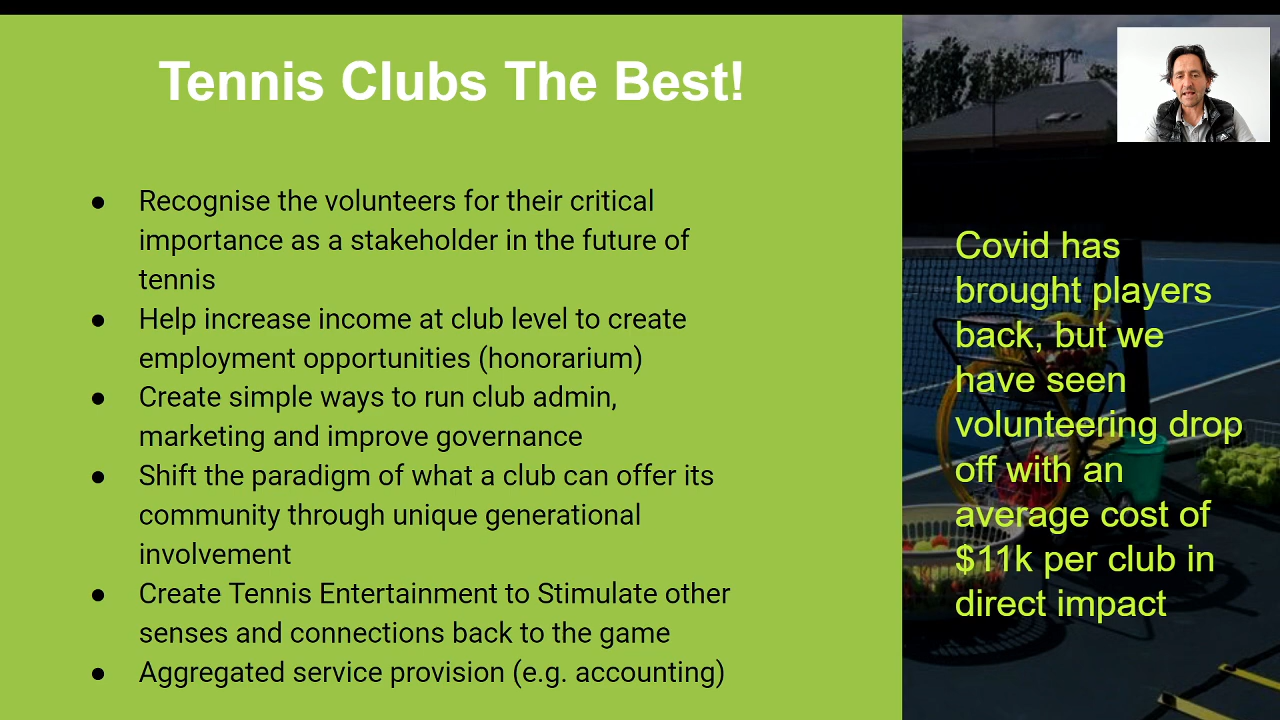 Tennis Clubs The Best!
● Recognise the volunteers for their critical
importance as a stakeholder in the future of
tennis
● Help increase income at club level to create
employment opportunities (honorarium)
● Create simple ways to run club admin,
marketing and improve governance
● Shift the paradigm of what a club can offer its
community through unique generational
involvement
● Create Tennis Entertainment to Stimulate other
senses and connections back to the game
● Aggregated service provision (e.g. accounting)
Covid has
brought players
back, but we
have seen
volunteering drop
off with an
average cost of
$11k per club in
direct impact